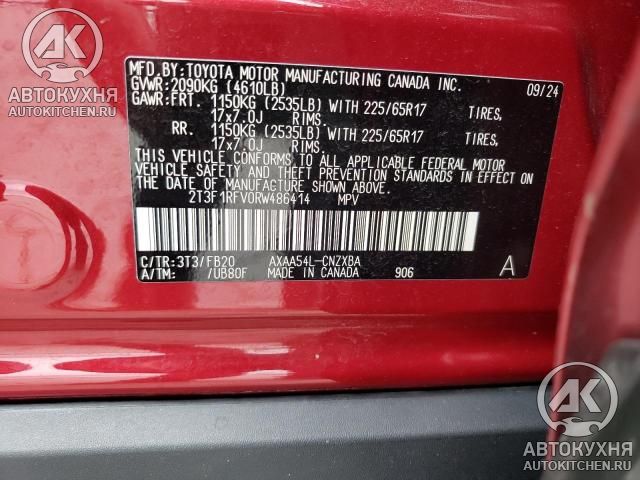 MFD.BY:TOYOTA MOTOR MANUFACTURING CANADA INC. 09/24
GVWR:2090KG (4610LB)
GAWR:FRT. 1150KG (2535LB) WITH 225/65R17 TIRES,
17x7.0J RIMS.
RR. 1150KG (2535LB) WITH 225/65R17 TIRES,
17x7.0J RIMS.
THIS VEHICLE CONFORMS TO ALL APPLICABLE FEDERAL MOTOR
VEHICLE SAFETY AND THEFT PREVENTION STANDARDS IN EFFECT
ON THE DATE OF MANUFACTURE SHOWN ABOVE.
2T3F1RFV0RW486414 MPV
C/TR:3T3/FB20 AXAA54L-CNZXBA
A/TM: /UB80F MADE IN CANADA 906 A
AK
АВТОКУХНЯ
AUTOKITCHEN.RU
AK
АВТОКУХНЯ
AUTOKITCHEN.RU